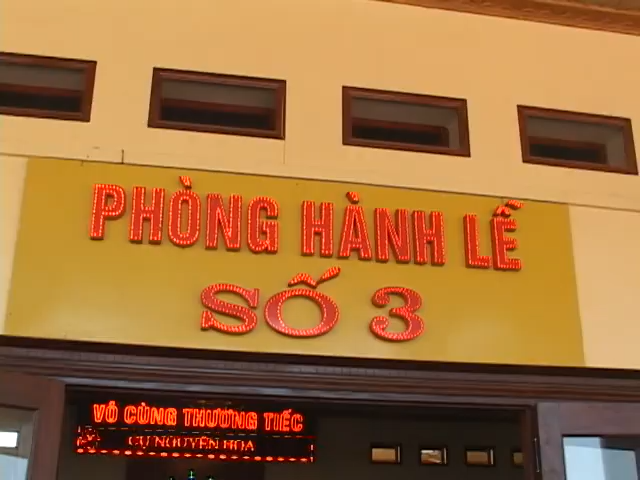 PHÒNG HÀNH LỄ
SỐ 3
VÔ CÙNG THƯƠNG TIẾC
CỤ NGUYỄN HOA